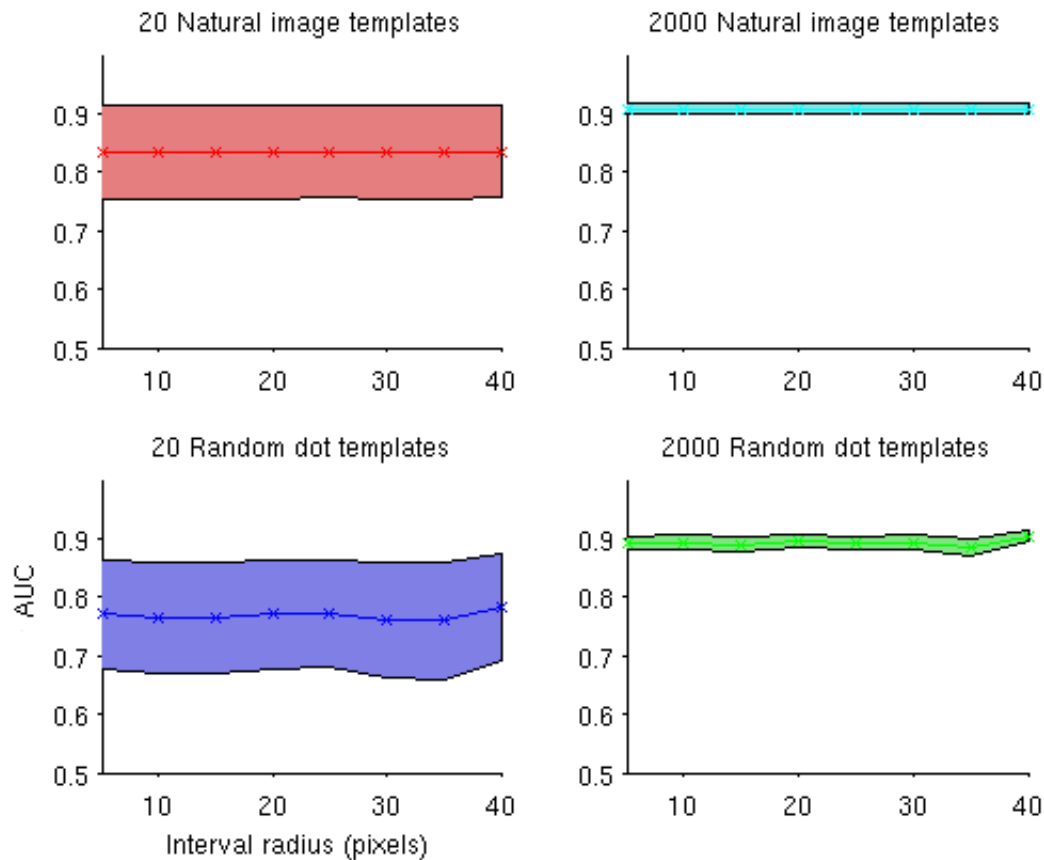 20 Natural image templates
0.9
0.8
0.7
0.6
0.5
10 20 30 40
2000 Natural image templates
0.9
0.8
0.7
0.6
0.5
10 20 30 40
20 Random dot templates
AUC
0.9
0.8
0.7
0.6
0.5
10 20 30 40
Interval radius (pixels)
2000 Random dot templates
0.9
0.8
0.7
0.6
0.5
10 20 30 40